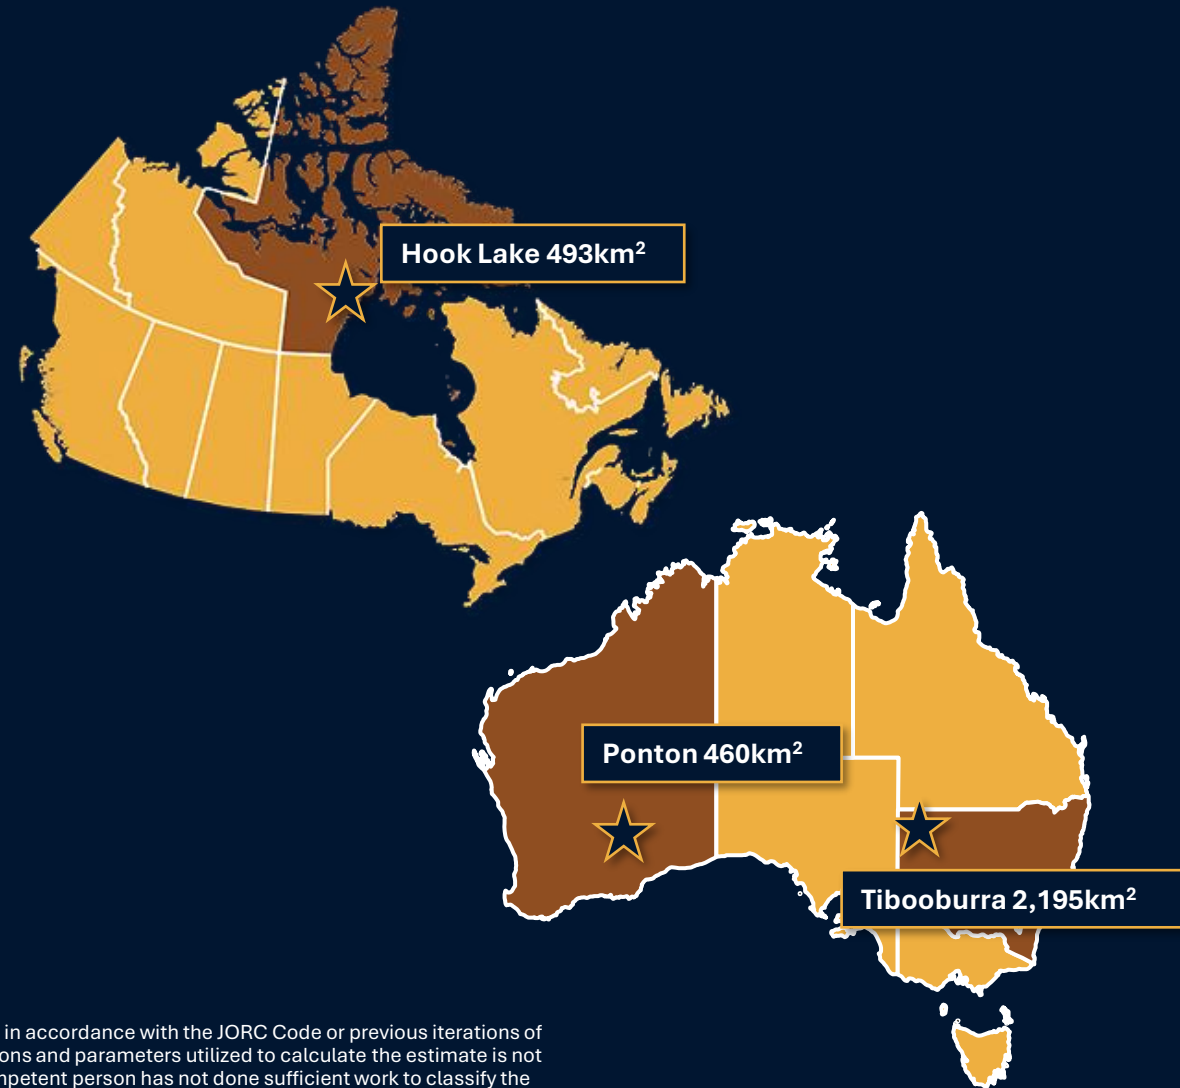 Hook Lake 493km²
Ponton 460km²
Tibooburra 2,195km²
in accordance with the JORC Code or previous iterations of
ons and parameters utilized to calculate the estimate is not
mpetent person has not done sufficient work to classify the